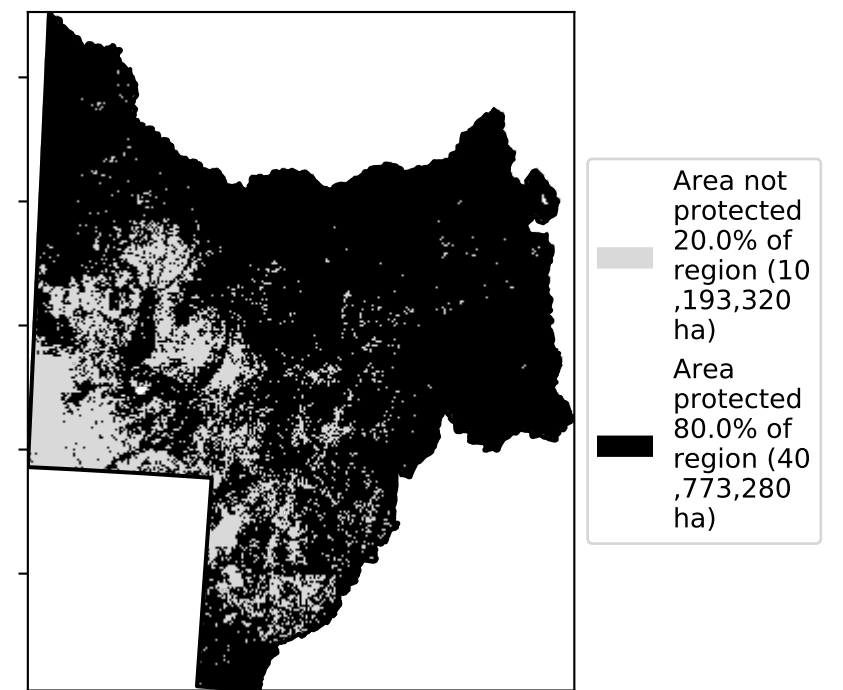 Area not
protected
20.0% of
region (10
,193,320
ha)
Area
protected
80.0% of
region (40
,773,280
ha)